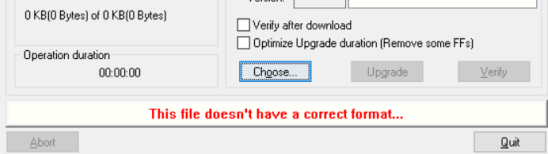 Version:
0 KB(0 Bytes) of 0 KB(0 Bytes)
Verify after download
Optimize Upgrade duration (Remove some FFs)
Operation duration
00:00:00
Choose...
Upgrade
Verify
This file doesn't have a correct format...
Abort
Quit